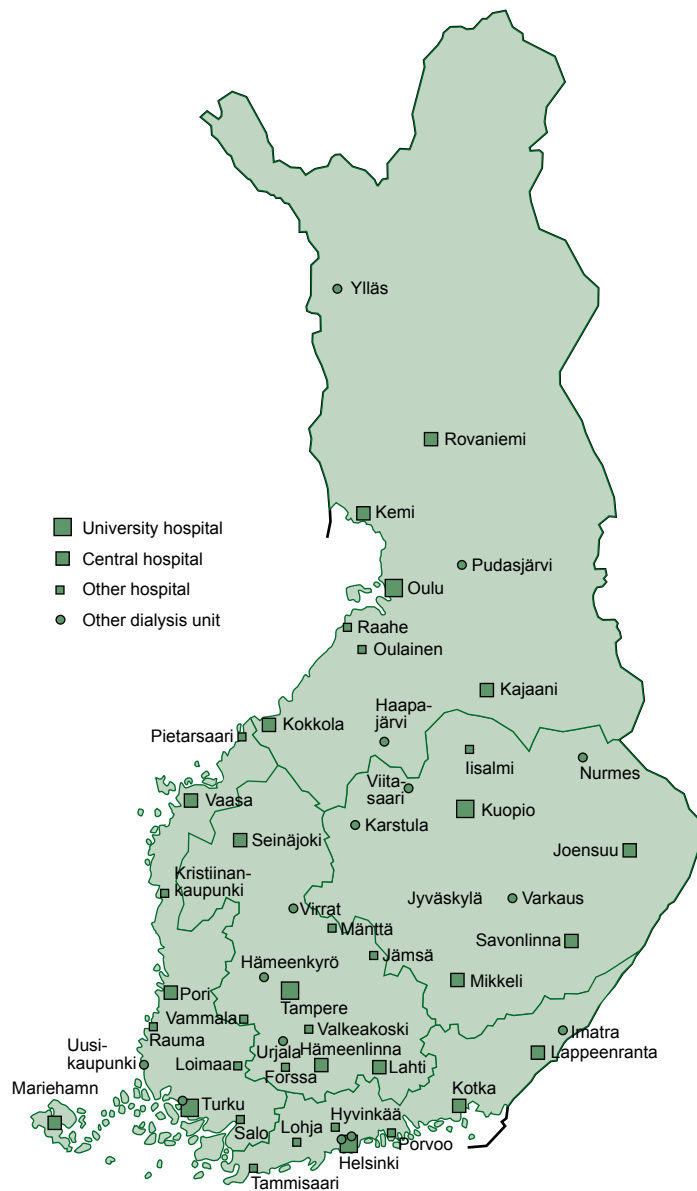 Ylläs
Rovaniemi
Kemi
University hospital
Central hospital
Other hospital
Other dialysis unit
Pudasjärvi
Oulu
Raahe
Oulainen
Kajaani
Haapa-
järvi
Kokkola
Pietarsaari
Iisalmi
Nurmes
Viita-
saari
Vaasa
Kuopio
Karstula
Seinäjoki
Joensuu
Kristiinan-
kaupunki
Jyväskylä
Varkaus
Virrat
Mänttä
Savonlinna
Jämsä
Hämeenkyrö
Mikkeli
Pori
Tampere
Vammala
Rauma
Valkeakoski
Imatra
Uusi-
kaupunki
Urjala
Hämeenlinna
Lappeenranta
Loimaa
Forssa
Lahti
Mariehamn
Turku
Kotka
Salo
Lohja
Hyvinkää
Porvoo
Helsinki
Tammisaari